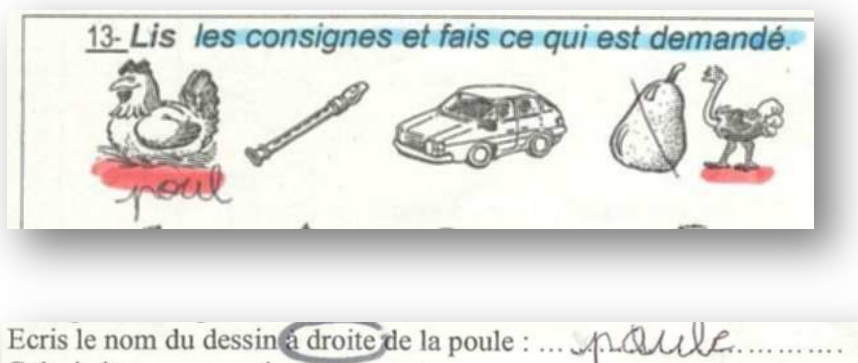 13- Lis les consignes et fais ce qui est demandé.
poul
Ecris le nom du dessin à droite de la poule : ... poule ...........